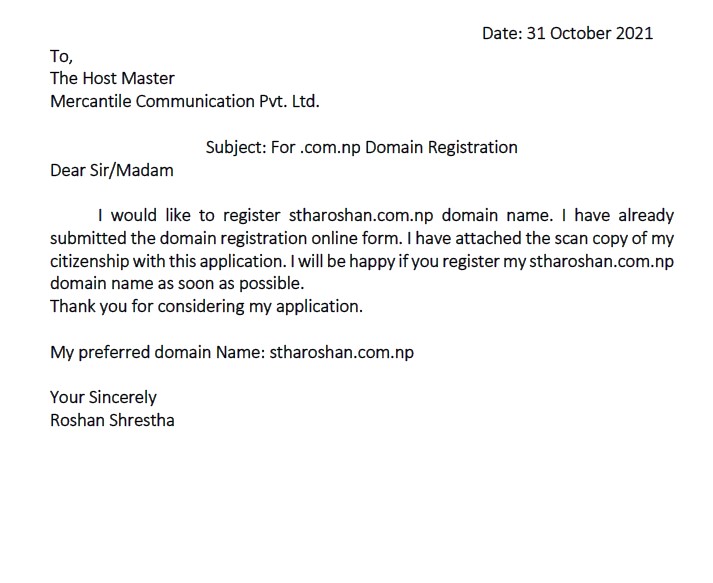 Date: 31 October 2021
To,
The Host Master
Mercantile Communication Pvt. Ltd.
Subject: For .com.np Domain Registration
Dear Sir/Madam
I would like to register stharoshan.com.np domain name. I have already
submitted the domain registration online form. I have attached the scan copy of my
citizenship with this application. I will be happy if you register my stharoshan.com.np
domain name as soon as possible.
Thank you for considering my application.
My preferred domain Name: stharoshan.com.np
Your Sincerely
Roshan Shrestha